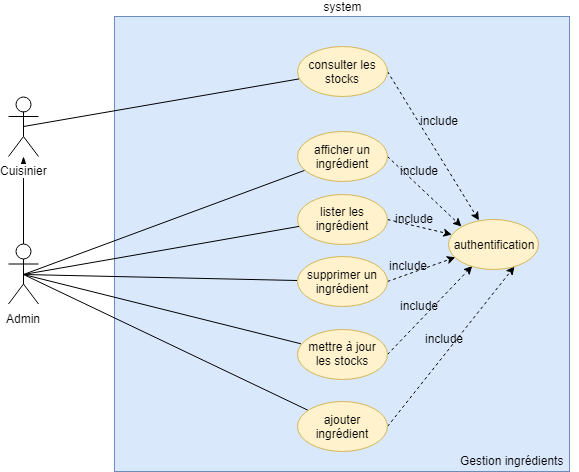 system
consulter les
stocks
include
Cuisinier
afficher un
ingrédient
include
lister les
ingrédient
include
authentification
supprimer un
ingrédient
include
Admin
include
mettre à jour
les stocks
include
ajouter
ingrédient
Gestion ingrédients